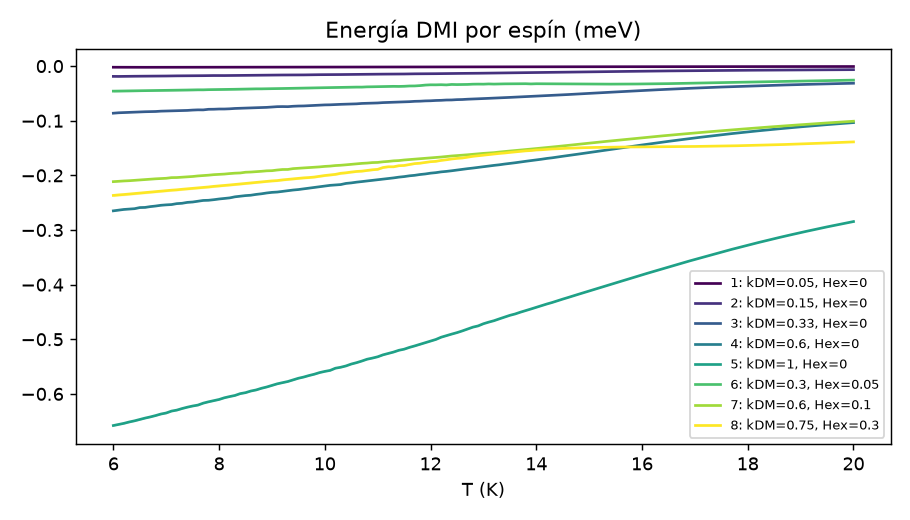 Energía DMI por espín (meV)
0.0
−0.1
−0.2
−0.3
−0.4
−0.5
−0.6
1: kDM=0.05, Hex=0
2: kDM=0.15, Hex=0
3: kDM=0.33, Hex=0
4: kDM=0.6, Hex=0
5: kDM=1, Hex=0
6: kDM=0.3, Hex=0.05
7: kDM=0.6, Hex=0.1
8: kDM=0.75, Hex=0.3
6 8 10 12 14 16 18 20
T (K)